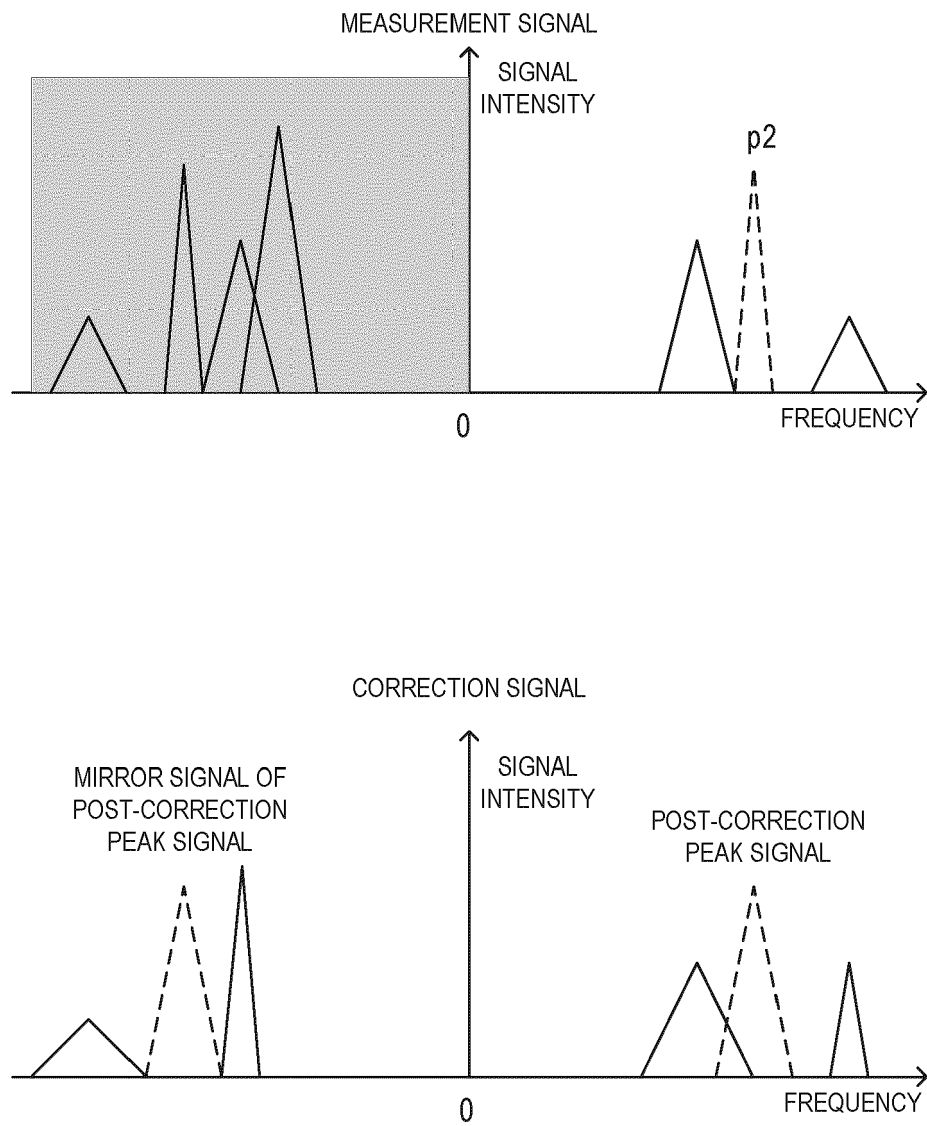 MEASUREMENT SIGNAL
SIGNAL
INTENSITY
p2
0
FREQUENCY
CORRECTION SIGNAL
MIRROR SIGNAL OF
POST-CORRECTION
PEAK SIGNAL
SIGNAL
INTENSITY
POST-CORRECTION
PEAK SIGNAL
0
FREQUENCY